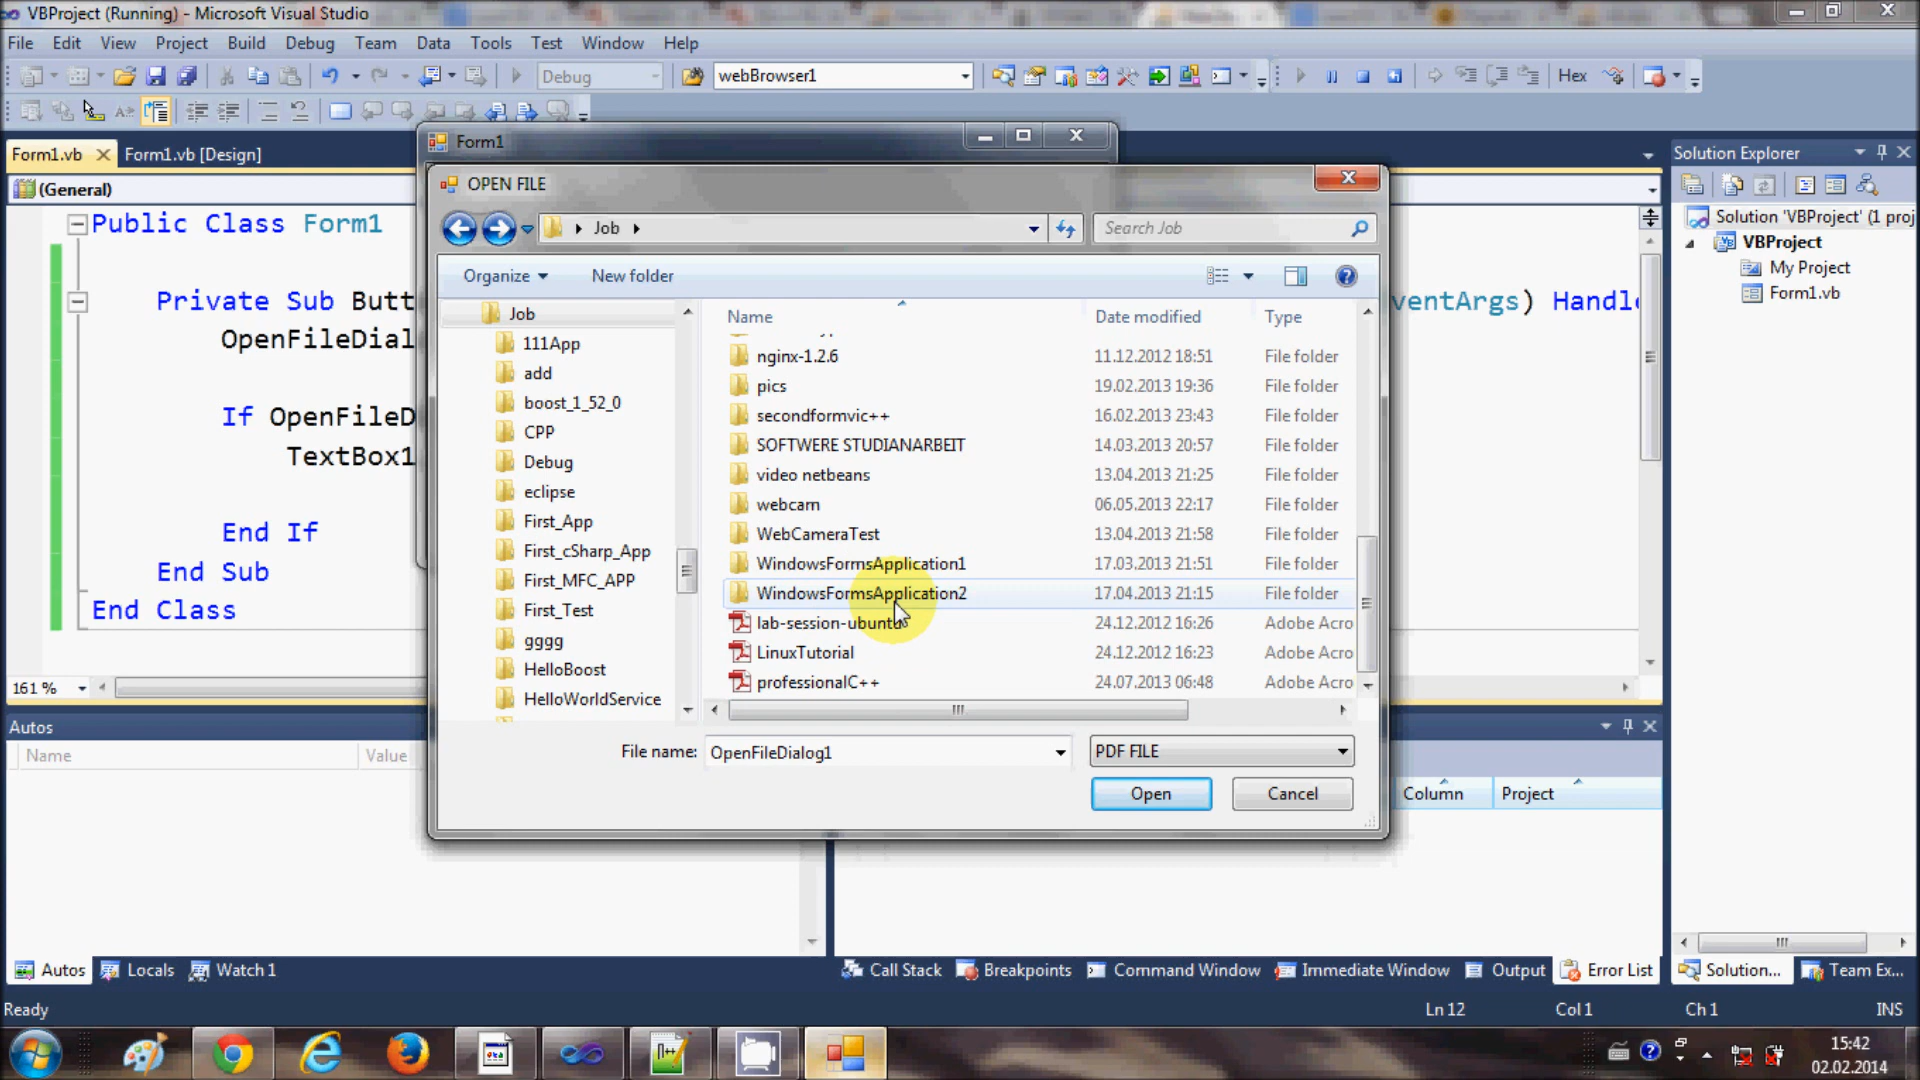 VBProject (Running) - Microsoft Visual Studio
File Edit View Project Build Debug Team Data Tools Test Window Help
Debug webBrowser1 Hex
Form1.vb Form1.vb [Design]
(General)
Public Class Form1
Private Sub Butt
OpenFileDial
If OpenFileD
TextBox1
End If
End Sub
End Class
ventArgs) Handl
161 %
Form1
OPEN FILE
Job
Search Job
Organize New folder
Job
111App
add
boost_1_52_0
CPP
Debug
eclipse
First_App
First_cSharp_App
First_MFC_APP
First_Test
gggg
HelloBoost
HelloWorldService
Name Date modified Type
nginx-1.2.6 11.12.2012 18:51 File folder
pics 19.02.2013 19:36 File folder
secondformvic++ 16.02.2013 23:43 File folder
SOFTWERE STUDIANARBEIT 14.03.2013 20:57 File folder
video netbeans 13.04.2013 21:25 File folder
webcam 06.05.2013 22:17 File folder
WebCameraTest 13.04.2013 21:58 File folder
WindowsFormsApplication1 17.03.2013 21:51 File folder
WindowsFormsApplication2 17.04.2013 21:15 File folder
lab-session-ubuntu 24.12.2012 16:26 Adobe Acro
LinuxTutorial 24.12.2012 16:23 Adobe Acro
professionalC++ 24.07.2013 06:48 Adobe Acro
File name: OpenFileDialog1 PDF FILE
Open Cancel
Solution Explorer
Solution 'VBProject' (1 proj
VBProject
My Project
Form1.vb
Autos
Name Value
Column Project
Autos Locals Watch 1
Call Stack Breakpoints Command Window Immediate Window Output Error List
Solution... Team Ex...
Ready Ln 12 Col 1 Ch 1 INS
15:42
02.02.2014